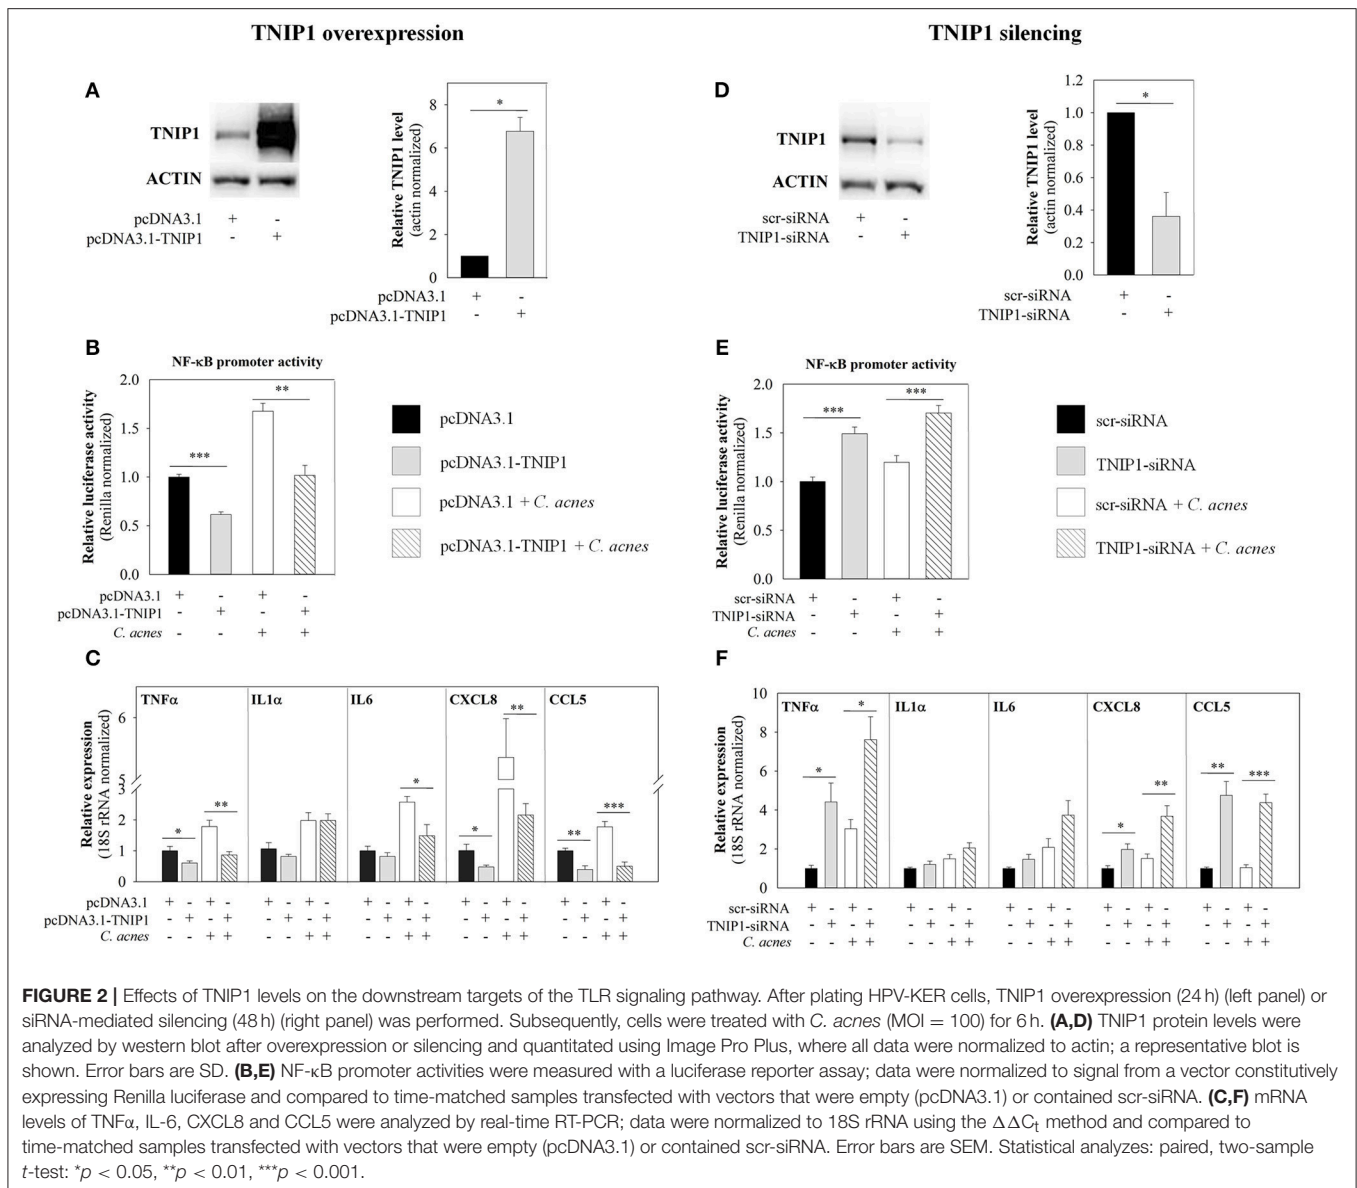 TNIP1 overexpression
TNIP1 silencing
A
TNIP1
ACTIN
pcDNA3.1 + -
pcDNA3.1-TNIP1 - +
Relative TNIP1 level
(actin normalized)
8
6
4
2
0
*
pcDNA3.1 + -
pcDNA3.1-TNIP1 - +
D
TNIP1
ACTIN
scr-siRNA + -
TNIP1-siRNA - +
Relative TNIP1 level
(actin normalized)
1.2
1.0
0.8
0.6
0.4
0.2
0.0
*
scr-siRNA + -
TNIP1-siRNA - +
B
NF-κB promoter activity
Relative luciferase activity
(Renilla normalized)
2.0
1.5
1.0
0.5
0.0
*** **
pcDNA3.1 + - + -
pcDNA3.1-TNIP1 - + - +
C. acnes - - + +
pcDNA3.1
pcDNA3.1-TNIP1
pcDNA3.1 + C. acnes
pcDNA3.1-TNIP1 + C. acnes
E
NF-κB promoter activity
Relative luciferase activity
(Renilla normalized)
2.0
1.5
1.0
0.5
0.0
*** ***
scr-siRNA + - + -
TNIP1-siRNA - + - +
C. acnes - - + +
scr-siRNA
TNIP1-siRNA
scr-siRNA + C. acnes
TNIP1-siRNA + C. acnes
C
Relative expression
(18S rRNA normalized)
6
5
3
2
1
0
TNFα IL1α IL6 CXCL8 CCL5
* ** * * ** ** ***
pcDNA3.1 + - + - + - + - + - + - + - + - + - + -
pcDNA3.1-TNIP1 - + - + - + - + - + - + - + - + - + - +
C. acnes - - + + - - + + - - + + - - + + - - + +
F
Relative expression
(18S rRNA normalized)
10
8
6
4
2
0
TNFα IL1α IL6 CXCL8 CCL5
* * * ** ** ***
scr-siRNA + - + - + - + - + - + - + - + - + - + -
TNIP1-siRNA - + - + - + - + - + - + - + - + - + - +
C. acnes - - + + - - + + - - + + - - + + - - + +
FIGURE 2 | Effects of TNIP1 levels on the downstream targets of the TLR signaling pathway. After plating HPV-KER cells, TNIP1 overexpression (24 h) (left panel) or
siRNA-mediated silencing (48 h) (right panel) was performed. Subsequently, cells were treated with C. acnes (MOI = 100) for 6 h. (A,D) TNIP1 protein levels were
analyzed by western blot after overexpression or silencing and quantitated using Image Pro Plus, where all data were normalized to actin; a representative blot is
shown. Error bars are SD. (B,E) NF-κB promoter activities were measured with a luciferase reporter assay; data were normalized to signal from a vector constitutively
expressing Renilla luciferase and compared to time-matched samples transfected with vectors that were empty (pcDNA3.1) or contained scr-siRNA. (C,F) mRNA
levels of TNFα, IL-6, CXCL8 and CCL5 were analyzed by real-time RT-PCR; data were normalized to 18S rRNA using the ΔΔCt method and compared to
time-matched samples transfected with vectors that were empty (pcDNA3.1) or contained scr-siRNA. Error bars are SEM. Statistical analyzes: paired, two-sample
t-test: *p < 0.05, **p < 0.01, ***p < 0.001.